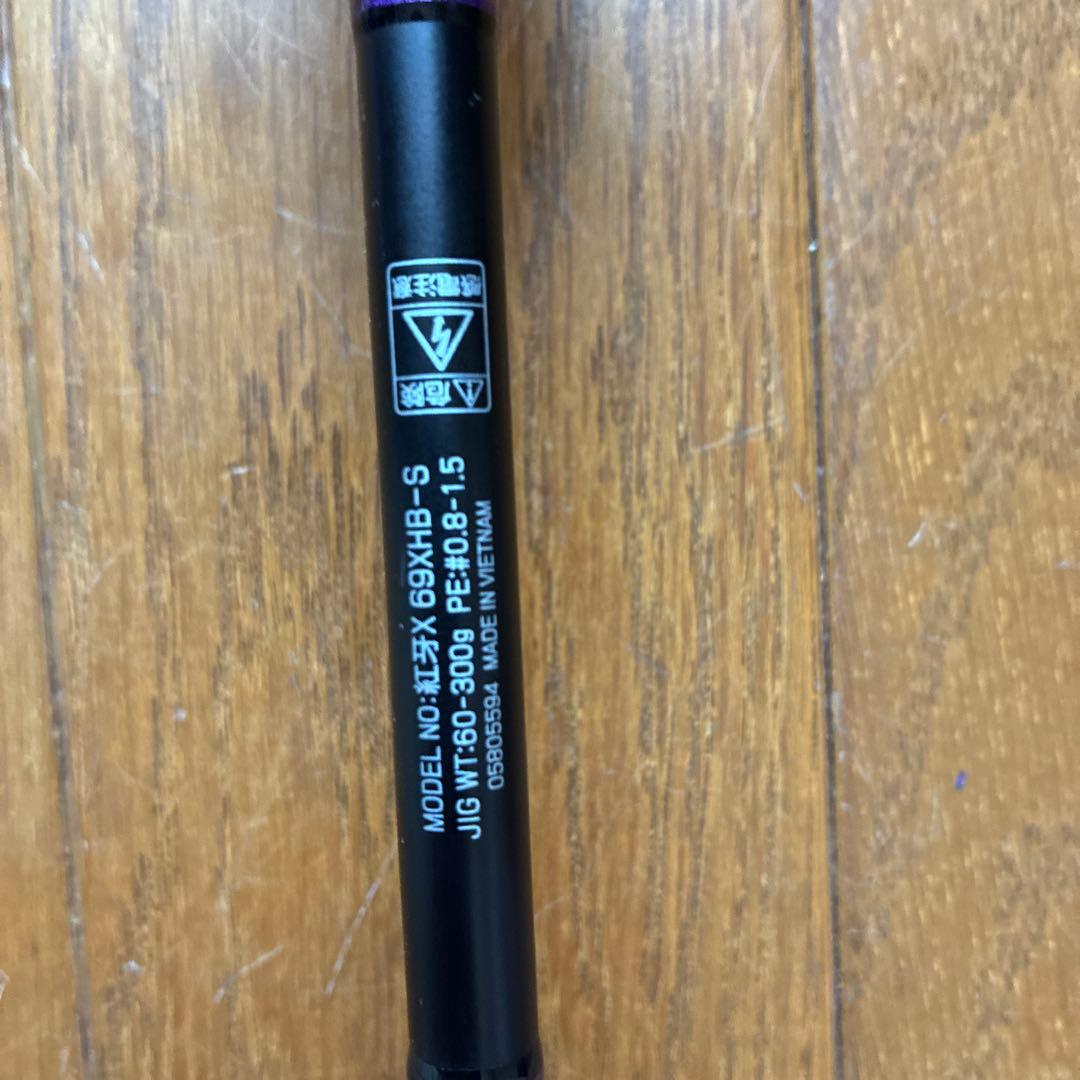 MODEL NO:紅牙X 69XHB-S
JIG WT:60-300g PE:#0.8-1.5
05805594 MADE IN VIETNAM
危険
感電注意